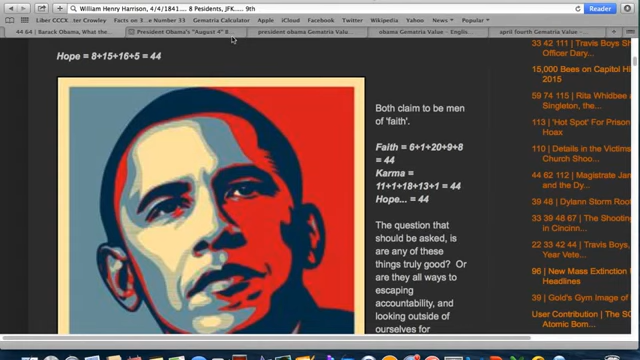 William Henry Harrison, 4/4/1841.... 8 Pesidents, JFK..... 9th
Reader
Liber CCCX
ter Crowley
Facts on
Number 33
Gematria Calculator
Apple
iCloud
Facebook
Twitter
Wikipedia
Yahoo
News
Popular
44 64 | Barack Obama, What the...
President Obama's "August 4" B...
president obama Gematria Valu...
obama Gematria Value - Englis...
april fourth Gematria Value -
Hope = 8+15+16+5 = 44
Both claim to be men
of 'faith'.
Faith = 6+1+20+9+8
= 44
Karma =
11+1+18+13+1 = 44
Hope... = 44
The question that
should be asked, is
are any of these
things truly good? Or
are they all ways to
escaping
accountability, and
looking outside of
ourselves for
33 42 41 | Travis Boys Sh
Officer Dary
15,000 Bees on Capitol Hi
2015
59 74 115 | Rita Whidbee
Singleton, the
113 | 'Hot Spot' For Prison
Hoax
110 | Details in the Victims
Church Shoo
44 62 112 | Magistrate Jam
and the Dy
39 48 | Dylann Storm Roo
33 39 48 67 | The Shooting
in Cincinn
22 33 42 44 | Travis Boys,
Year Vete
96 | New Mass Extinction
Headlines
39 | Gold's Gym Image of
User Contribution | The SC
Atomic Bom